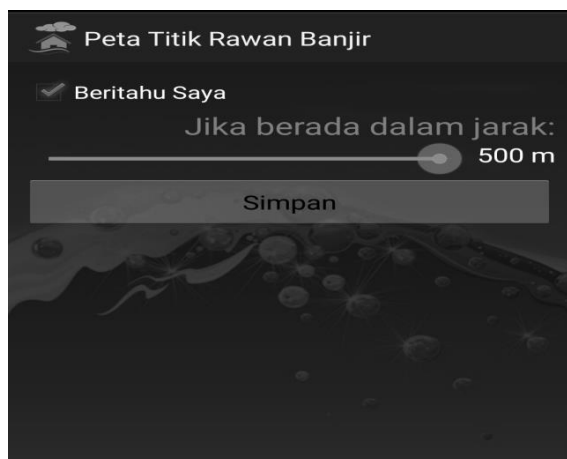 Peta Titik Rawan Banjir
Beritahu Saya
Jika berada dalam jarak:
500 m
Simpan